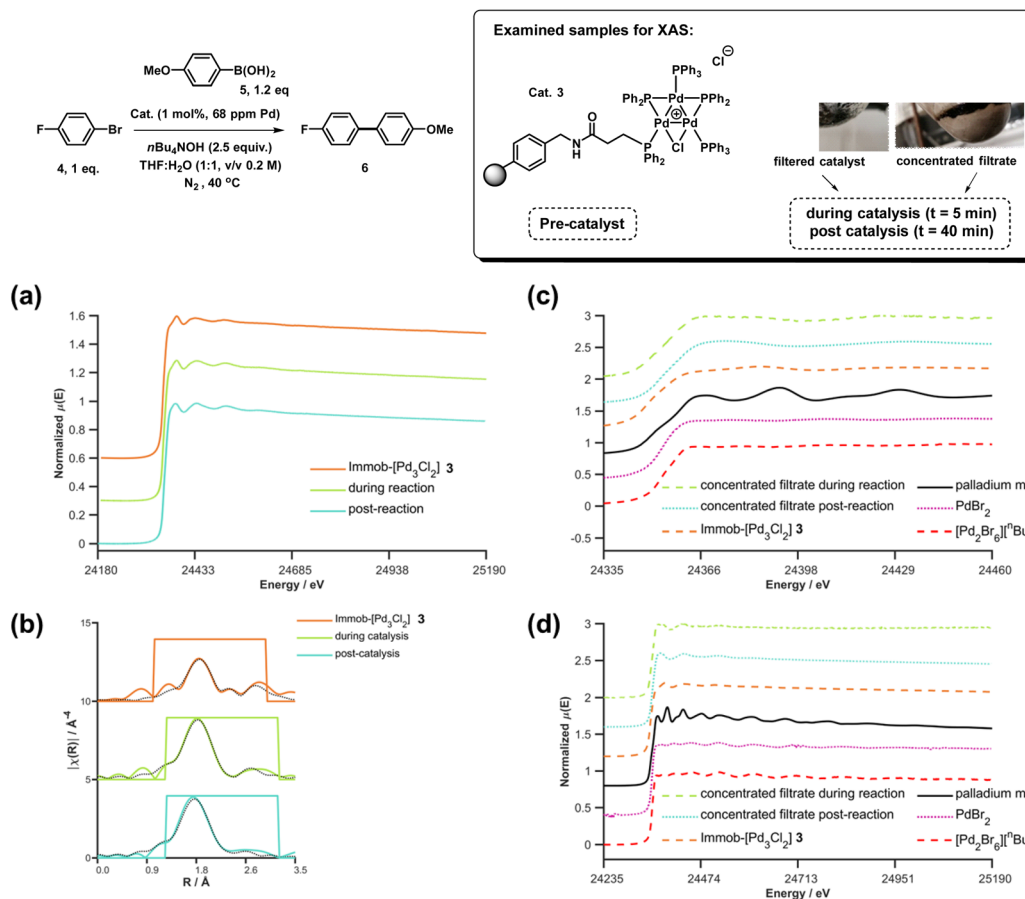 MeO
B(OH)2
5, 1.2 eq
F
Br
4, 1 eq.
Cat. (1 mol%, 68 ppm Pd)
nBu4NOH (2.5 equiv.)
THF:H2O (1:1, v/v 0.2 M)
N2 , 40 oC
F
OMe
6
Examined samples for XAS:
Cat. 3
Cl⊖
PPh3
Ph2P
Pd
PPh2
⊕
Pd
Pd
O
N
H
P
Ph2
Cl
PPh3
Pre-catalyst
filtered catalyst
concentrated filtrate
during catalysis (t = 5 min)
post catalysis (t = 40 min)
(a)
Normalized μ(E)
1.6
1.4
1.2
1
0.8
0.6
0.4
0.2
0
Immob-[Pd3Cl2] 3
during reaction
post-reaction
24180 24433 24685 24938 25190
Energy / eV
(b)
|χ(R)| / Å-4
15
10
5
0
Immob-[Pd3Cl2] 3
during catalysis
post-catalysis
0.0 0.9 1.8 2.6 3.5
R / Å
(c)
Normalized μ(E)
3
2.5
2
1.5
1
0.5
0
-0.5
concentrated filtrate during reaction
concentrated filtrate post-reaction
Immob-[Pd3Cl2] 3
palladium m
PdBr2
[Pd2Br6][nBu
24335 24366 24398 24429 24460
Energy / eV
(d)
Normalized μ(E)
3
2.5
2
1.5
1
0.5
0
concentrated filtrate during reaction
concentrated filtrate post-reaction
Immob-[Pd3Cl2] 3
palladium m
PdBr2
[Pd2Br6][nBu
24235 24474 24713 24951 25190
Energy / eV